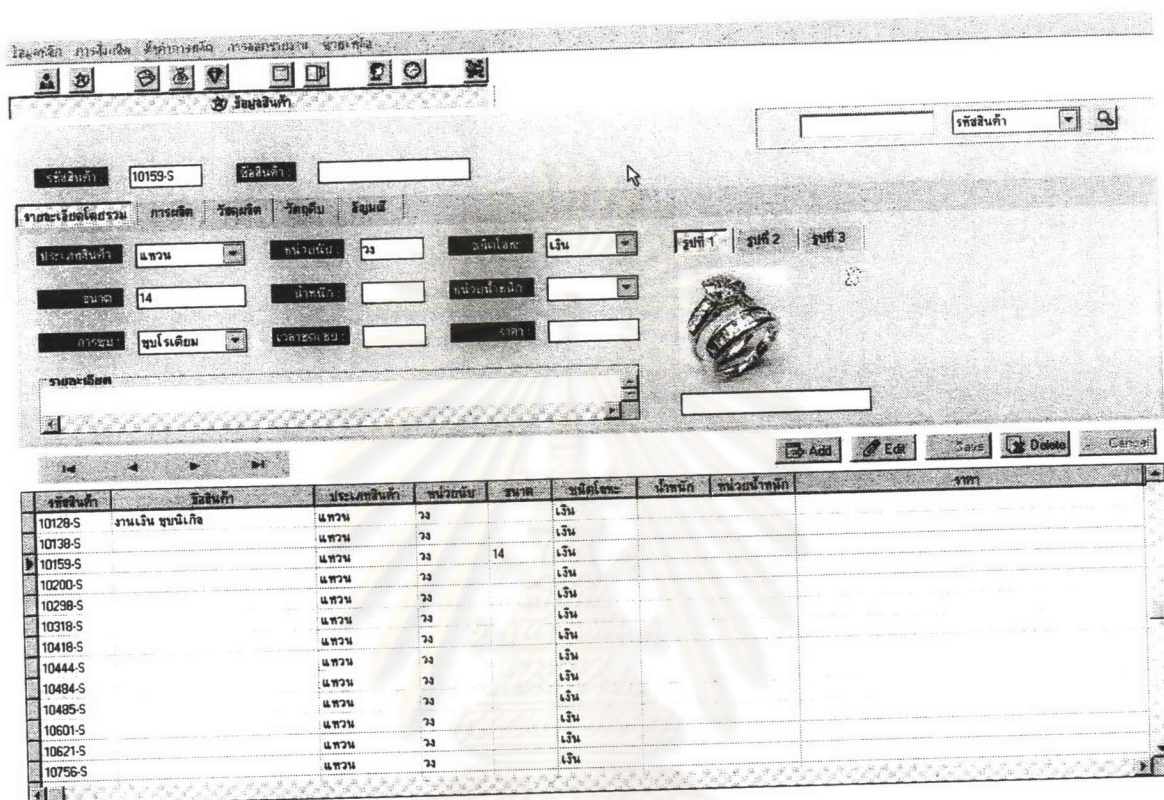 ข้อมูลสินค้า
รหัสสินค้า
รหัสสินค้า : 10159-S ชื่อสินค้า :
รายละเอียดโดยรวม การผลิต วัสดุผลิต วัตถุดิบ อัญมณี
ประเภทสินค้า แหวน หน่วยนับ วง ชนิดโลหะ เงิน
รูปที่ 1 รูปที่ 2 รูปที่ 3
ขนาด 14 น้ำหนัก หน่วยน้ำหนัก
การชุบ : ชุบโรเดียม ราคา :
รายละเอียด
Add Edit Save Delete Cancel
รหัสสินค้า ชื่อสินค้า ประเภทสินค้า หน่วยนับ ขนาด ชนิดโลหะ น้ำหนัก หน่วยน้ำหนัก ราคา
10128-S งานเงิน ชุบนิเกิล แหวน วง เงิน
10138-S แหวน วง เงิน
10159-S แหวน วง 14 เงิน
10200-S แหวน วง เงิน
10298-S แหวน วง เงิน
10318-S แหวน วง เงิน
10418-S แหวน วง เงิน
10444-S แหวน วง เงิน
10484-S แหวน วง เงิน
10485-S แหวน วง เงิน
10601-S แหวน วง เงิน
10621-S แหวน วง เงิน
10756-S แหวน วง เงิน